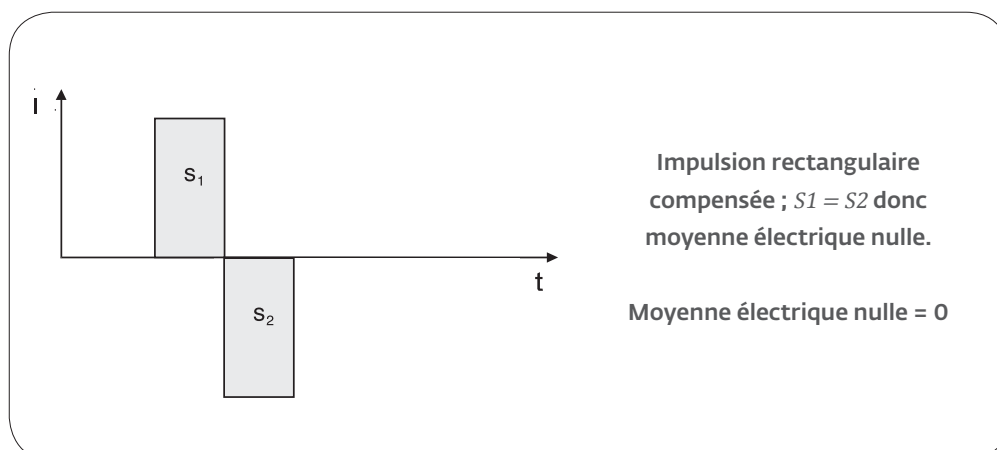 i
S₁
t
S₂
Impulsion rectangulaire
compensée ; S1 = S2 donc
moyenne électrique nulle.
Moyenne électrique nulle = 0